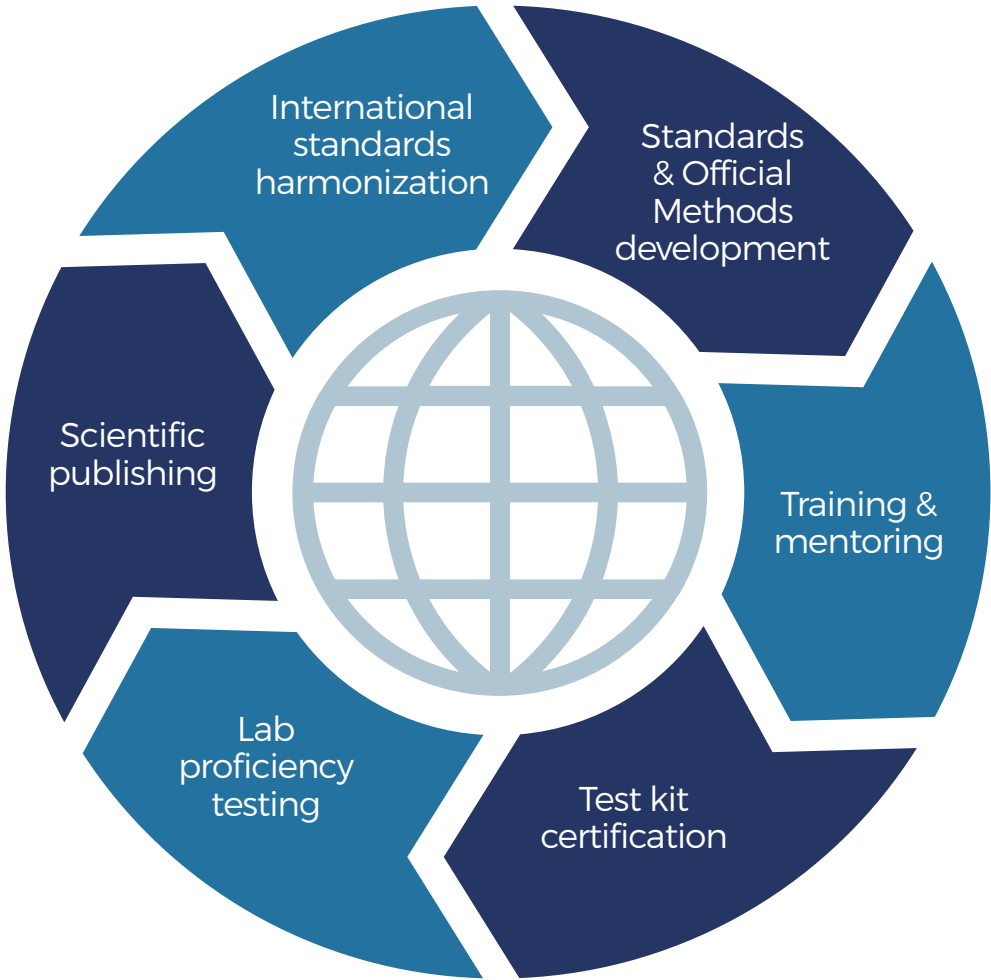 International
standards
harmonization
Standards
& Official
Methods
development
Training &
mentoring
Test kit
certification
Lab
proficiency
testing
Scientific
publishing